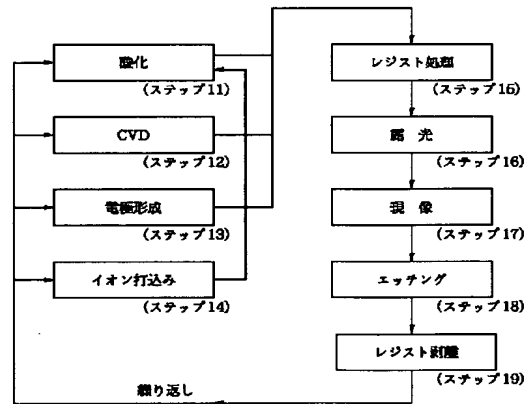 酸化
(ステップ11)
CVD
(ステップ12)
電極形成
(ステップ13)
イオン打込み
(ステップ14)
レジスト処理
(ステップ15)
露光
(ステップ16)
現像
(ステップ17)
エッチング
(ステップ18)
レジスト剥離
(ステップ19)
繰り返し